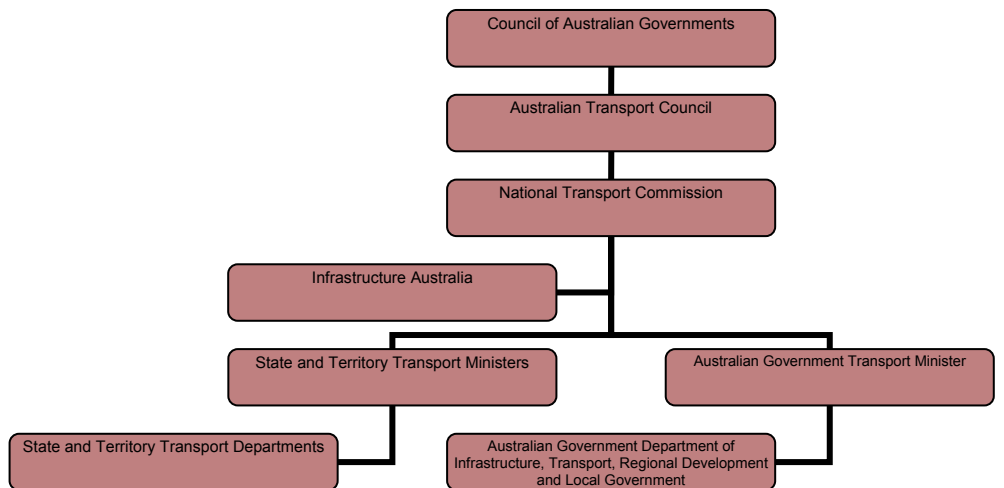 Council of Australian Governments
Australian Transport Council
National Transport Commission
Infrastructure Australia
State and Territory Transport Ministers
Australian Government Transport Minister
State and Territory Transport Departments
Australian Government Department of
Infrastructure, Transport, Regional Development
and Local Government